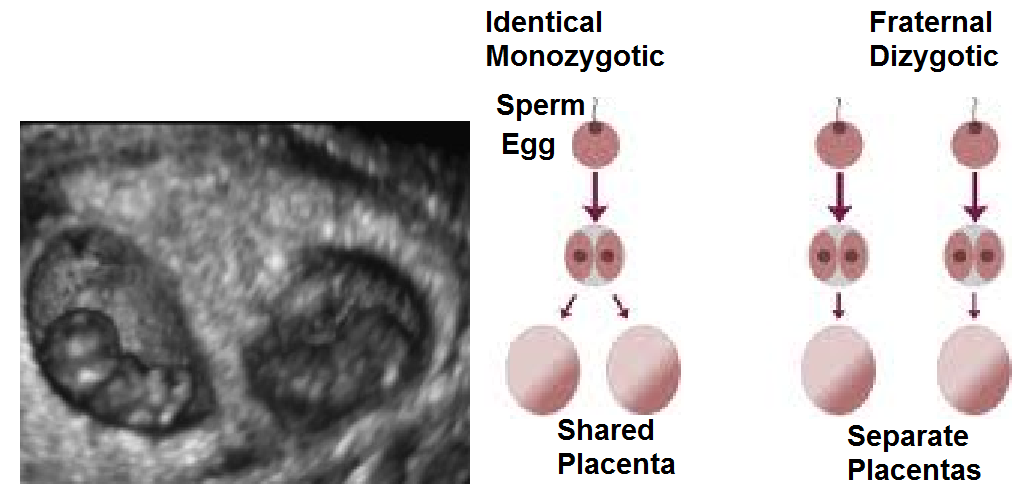 Identical
Monozygotic
Fraternal
Dizygotic
Sperm
Egg
Shared
Placenta
Separate
Placentas